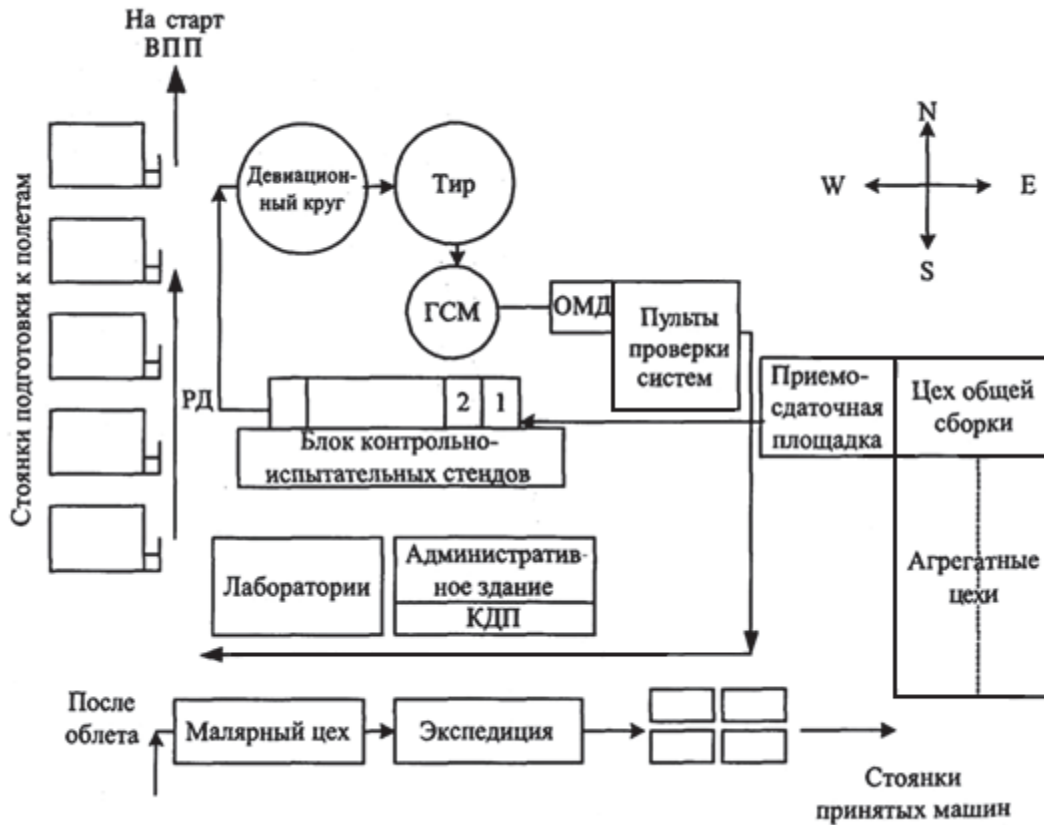 На старт
ВПП
Стоянки подготовки к полетам
Девиацион-
ный круг
Тир
N
W
E
S
ГСМ
ОМД
Пульты
проверки
систем
Приемо-
сдаточная
площадка
Цех общей
сборки
РД
2
1
Блок контрольно-
испытательных стендов
Лаборатории
Административ-
ное здание
КДП
Агрегатные
цехи
После
облета
Малярный цех
Экспедиция
Стоянки
принятых машин